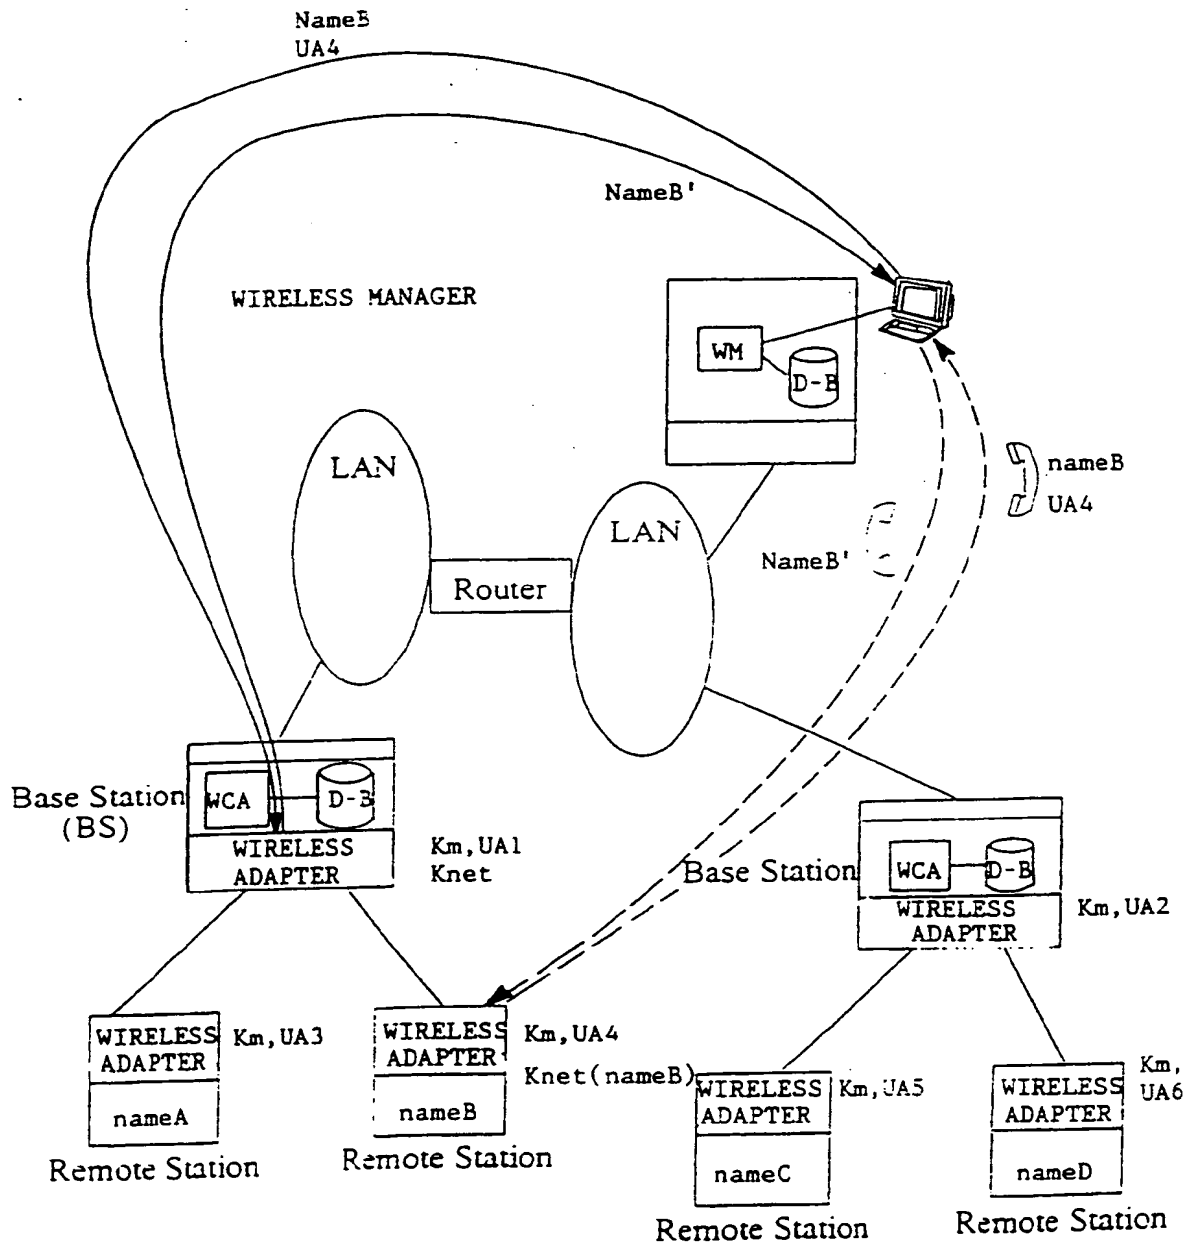 NameB
UA4
NameB'
WIRELESS MANAGER
WM
D-B
LAN
LAN
nameB
UA4
NameB'
Router
Base Station
(BS)
WCA
D-B
WIRELESS
ADAPTER
Km,UA1
Knet
Base Station
WCA
D-B
WIRELESS
ADAPTER
Km,UA2
WIRELESS
ADAPTER
Km,UA3
nameA
Remote Station
WIRELESS
ADAPTER
Km,UA4
Knet(nameB)
nameB
Remote Station
WIRELESS
ADAPTER
Km,UA5
nameC
Remote Station
WIRELESS
ADAPTER
Km,
UA6
nameD
Remote Station